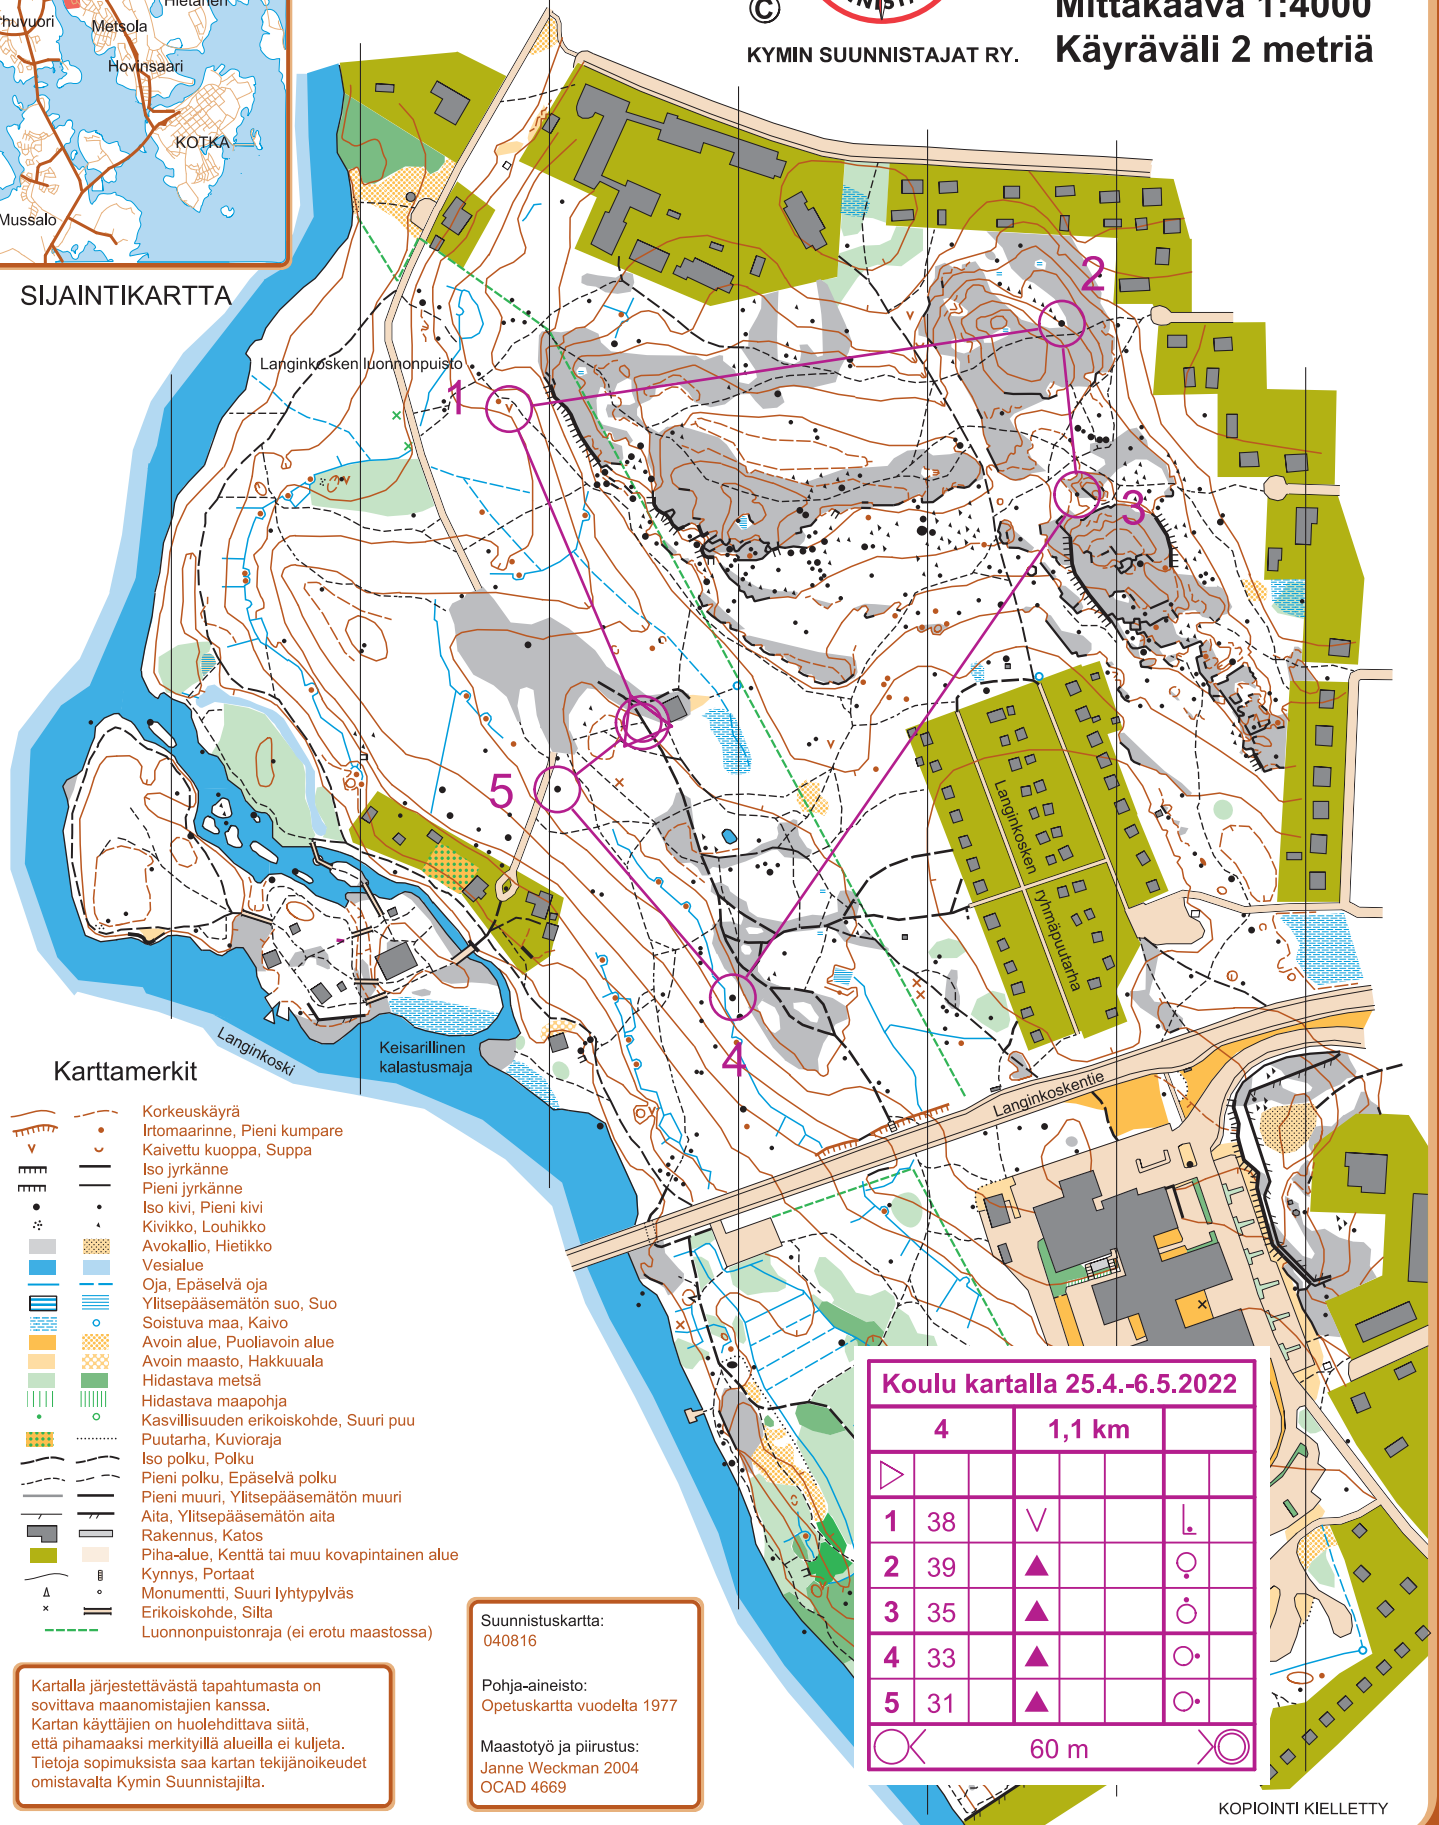 Hietanen
Metsola
Hovinsaari
KOTKA
Mussalo
SIJAINTIKARTTA
©
KYMIN SUUNNISTAJAT RY.
Mittakaava 1:4000
Käyräväli 2 metriä
Langinkosken luonnonpuisto
1
2
3
4
5
Langinkosken ryhmäpuutarha
Langinkoskentie
Langinkoski
Keisarillinen
kalastusmaja
Karttamerkit
Korkeuskäyrä
Irtomaarinne, Pieni kumpare
Kaivettu kuoppa, Suppa
Iso jyrkänne
Pieni jyrkänne
Iso kivi, Pieni kivi
Kivikko, Louhikko
Avokallio, Hietikko
Vesialue
Oja, Epäselvä oja
Ylitsepääsemätön suo, Suo
Soistuva maa, Kaivo
Avoin alue, Puoliavoin alue
Avoin maasto, Hakkuuala
Hidastava metsä
Hidastava maapohja
Kasvillisuuden erikoiskohde, Suuri puu
Puutarha, Kuvioraja
Iso polku, Polku
Pieni polku, Epäselvä polku
Pieni muuri, Ylitsepääsemätön muuri
Aita, Ylitsepääsemätön aita
Rakennus, Katos
Piha-alue, Kenttä tai muu kovapintainen alue
Kynnys, Portaat
Monumentti, Suuri lyhtypylväs
Erikoiskohde, Silta
Luonnonpuistonraja (ei erotu maastossa)
Kartalla järjestettävästä tapahtumasta on
sovittava maanomistajien kanssa.
Kartan käyttäjien on huolehdittava siitä,
että pihamaaksi merkityillä alueilla ei kuljeta.
Tietoja sopimuksista saa kartan tekijänoikeudet
omistavalta Kymin Suunnistajilta.
Suunnistuskartta:
040816
Pohja-aineisto:
Opetuskartta vuodelta 1977
Maastotyö ja piirustus:
Janne Weckman 2004
OCAD 4669
Koulu kartalla 25.4.-6.5.2022
4 1,1 km
1 38
2 39
3 35
4 33
5 31
60 m
KOPIOINTI KIELLETTY